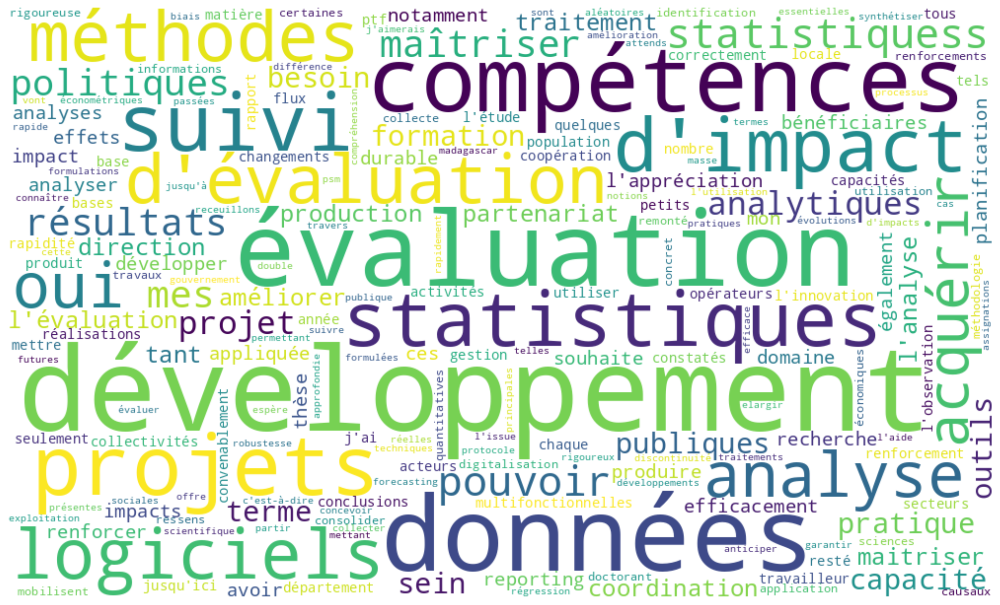 rigoureuse
méthodes
biais
matière
certaines
ptf
notamment
j'aimerais
sont
traitement
aléatoires
identification
essentielles
synthétiser
tous
maîtriser
amélioration
attends
statistiquess
correctement
locale
renforcements
informations
différence
politiques
besoin
rapport
compétences
tels
processus
vont
économétriques
passées
flux
compréhension
analyses
suivi
collecte
l'étude
quelques
termes
bénéficiaires
planification
rapide
effets
formation
population
d'impact
nombre
masse
impact
base
changements
durable
madagascar
coopération
formulations
d'évaluation
l'appréciation
capacités
analyser
jusqu'à
psm
notions
l'utilisation
utilisation
connaître
bases
petits
analytiques
cas
résultats
receuillons
production
partenariat
travers
rapidement
remonté
pratiques
mon
évolutions
d'impacts
acquérir
rapidité
cette
direction
évaluation
concret
également
l'analyse
produit
développer
double
méthodologie
oui
travaux
gouvernement
mes
améliorer
publique
activités
utiliser
opérateurs
l'innovation
assignations
l'évaluation
projet
année
statistiques
efficace
réalisations
suivre
permettant
l'observation
mettre
futures
tant
appliquée
formulées
ces
gestion
telles
souhaite
constatés
domaine
économiques
développement
thèse
approfondie
quantitatives
principales
évaluer
espère
elargir
outils
convenablement
seulement
collectivités
robustesse
j'ai
réelles
l'issue
chaque
publiques
recherche
l'aide
techniques
protocole
projets
acteurs
digitalisation
rigoureux
discontinuité
traitements
renforcement
forecasting
pouvoir
produire
développements
analyse
sociales
offre
c'est-à-dire
conclusions
multifonctionnelles
efficacement
secteurs
présentes
impacts
terme
concevoir
exploitation
ressens
consolider
données
pratique
renforcer
scientifique
partir
collecter
mettant
logiciels
anticiper
garantir
sciences
resté
maitriser
mobilisent
jusqu'ici
avoir
département
sein
reporting
doctorant
régression
coordination
travailleur
application
capacité
causaux